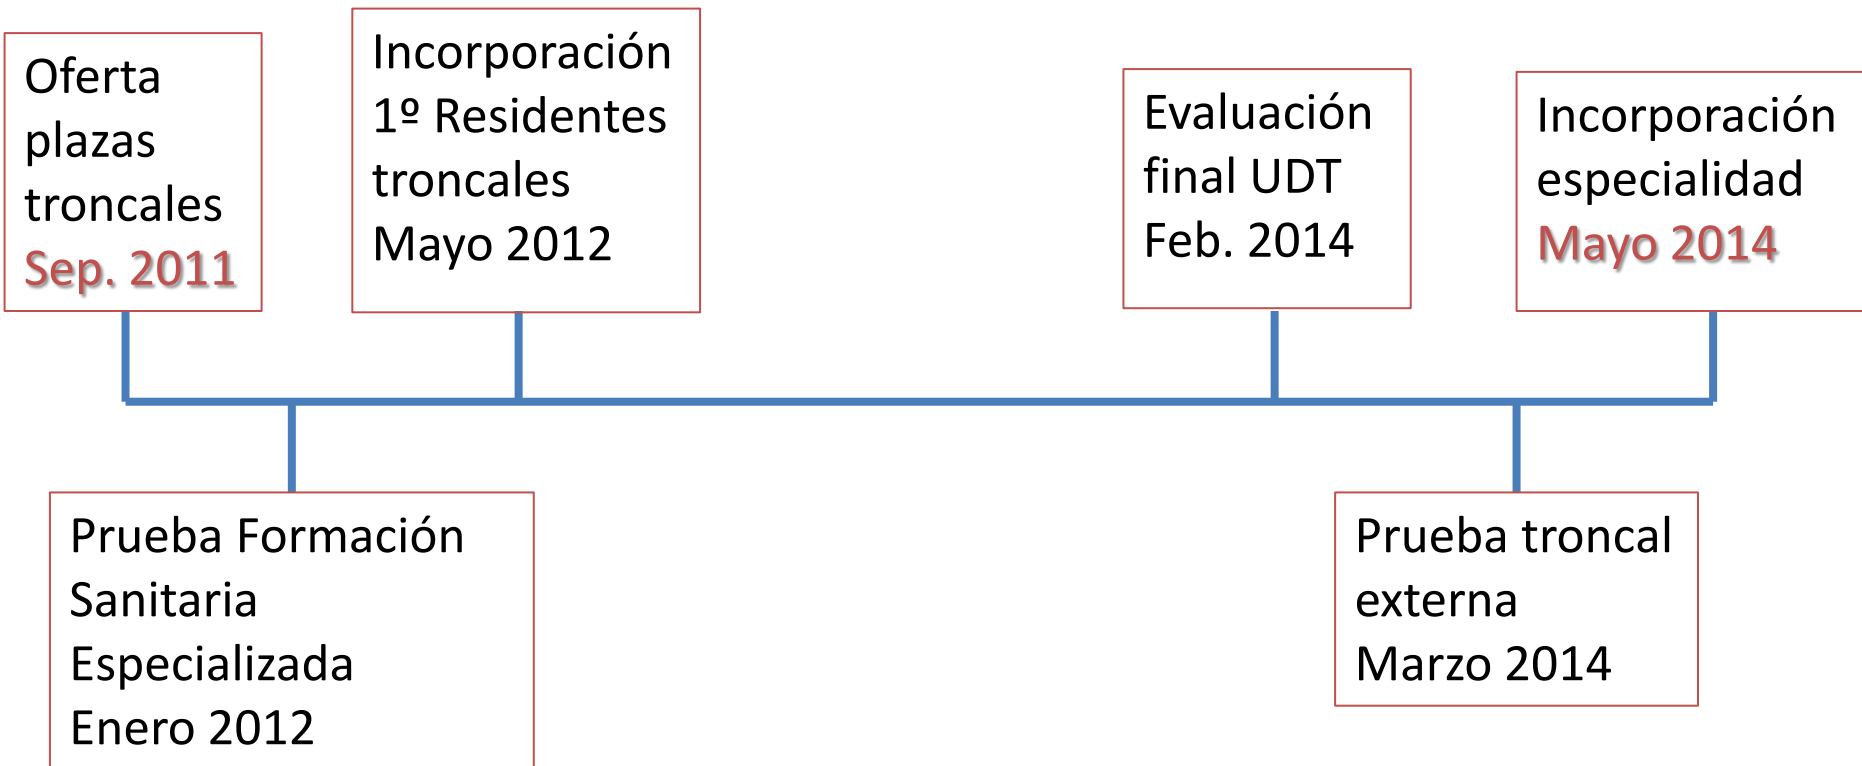 Oferta
plazas
troncales
Sep. 2011
Incorporación
1º Residentes
troncales
Mayo 2012
Evaluación
final UDT
Feb. 2014
Incorporación
especialidad
Mayo 2014
Prueba Formación
Sanitaria
Especializada
Enero 2012
Prueba troncal
externa
Marzo 2014